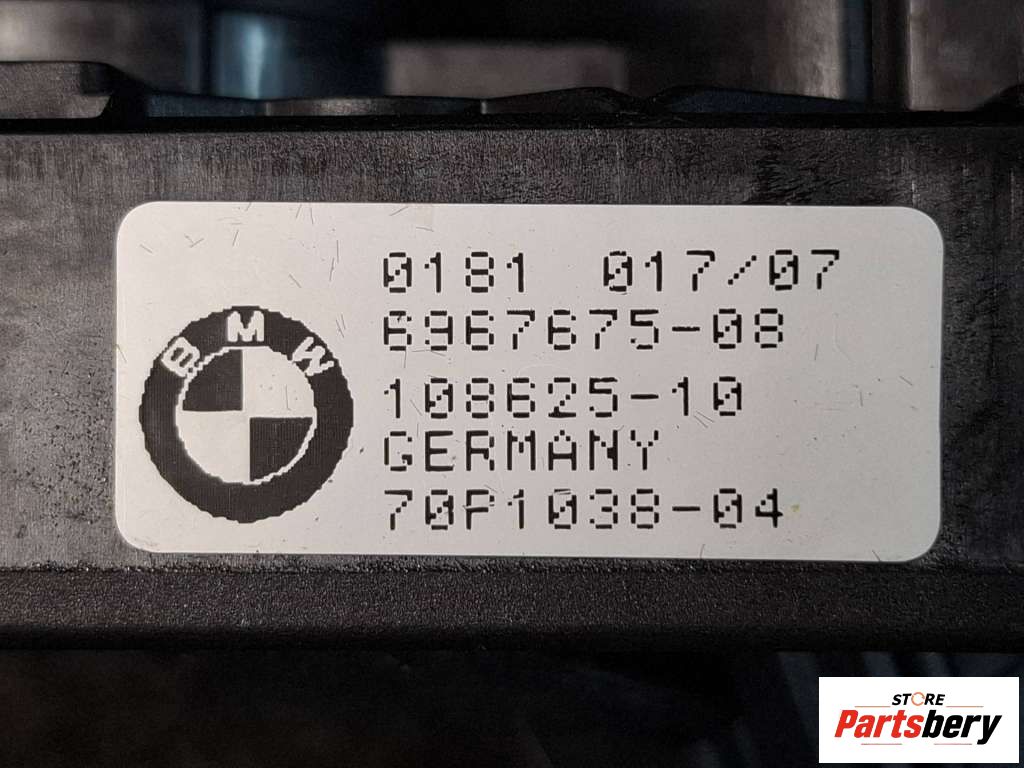 BMW
0181 017/07
6967675-08
108625-10
GERMANY
70P1038-04
STORE
Partsbery